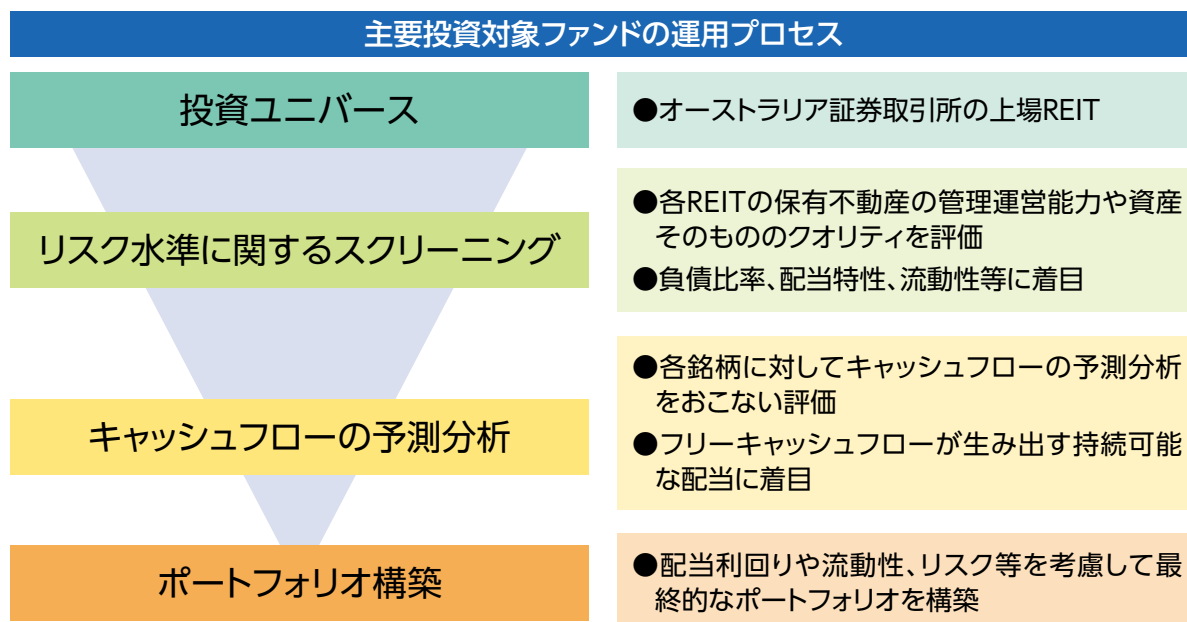 主要投資対象ファンドの運用プロセス
投資ユニバース
●オーストラリア証券取引所の上場REIT
リスク水準に関するスクリーニング
●各REITの保有不動産の管理運営能力や資産
そのもののクオリティを評価
●負債比率、配当特性、流動性等に着目
キャッシュフローの予測分析
●各銘柄に対してキャッシュフローの予測分析
をおこない評価
●フリーキャッシュフローが生み出す持続可能
な配当に着目
ポートフォリオ構築
●配当利回りや流動性、リスク等を考慮して最
終的なポートフォリオを構築